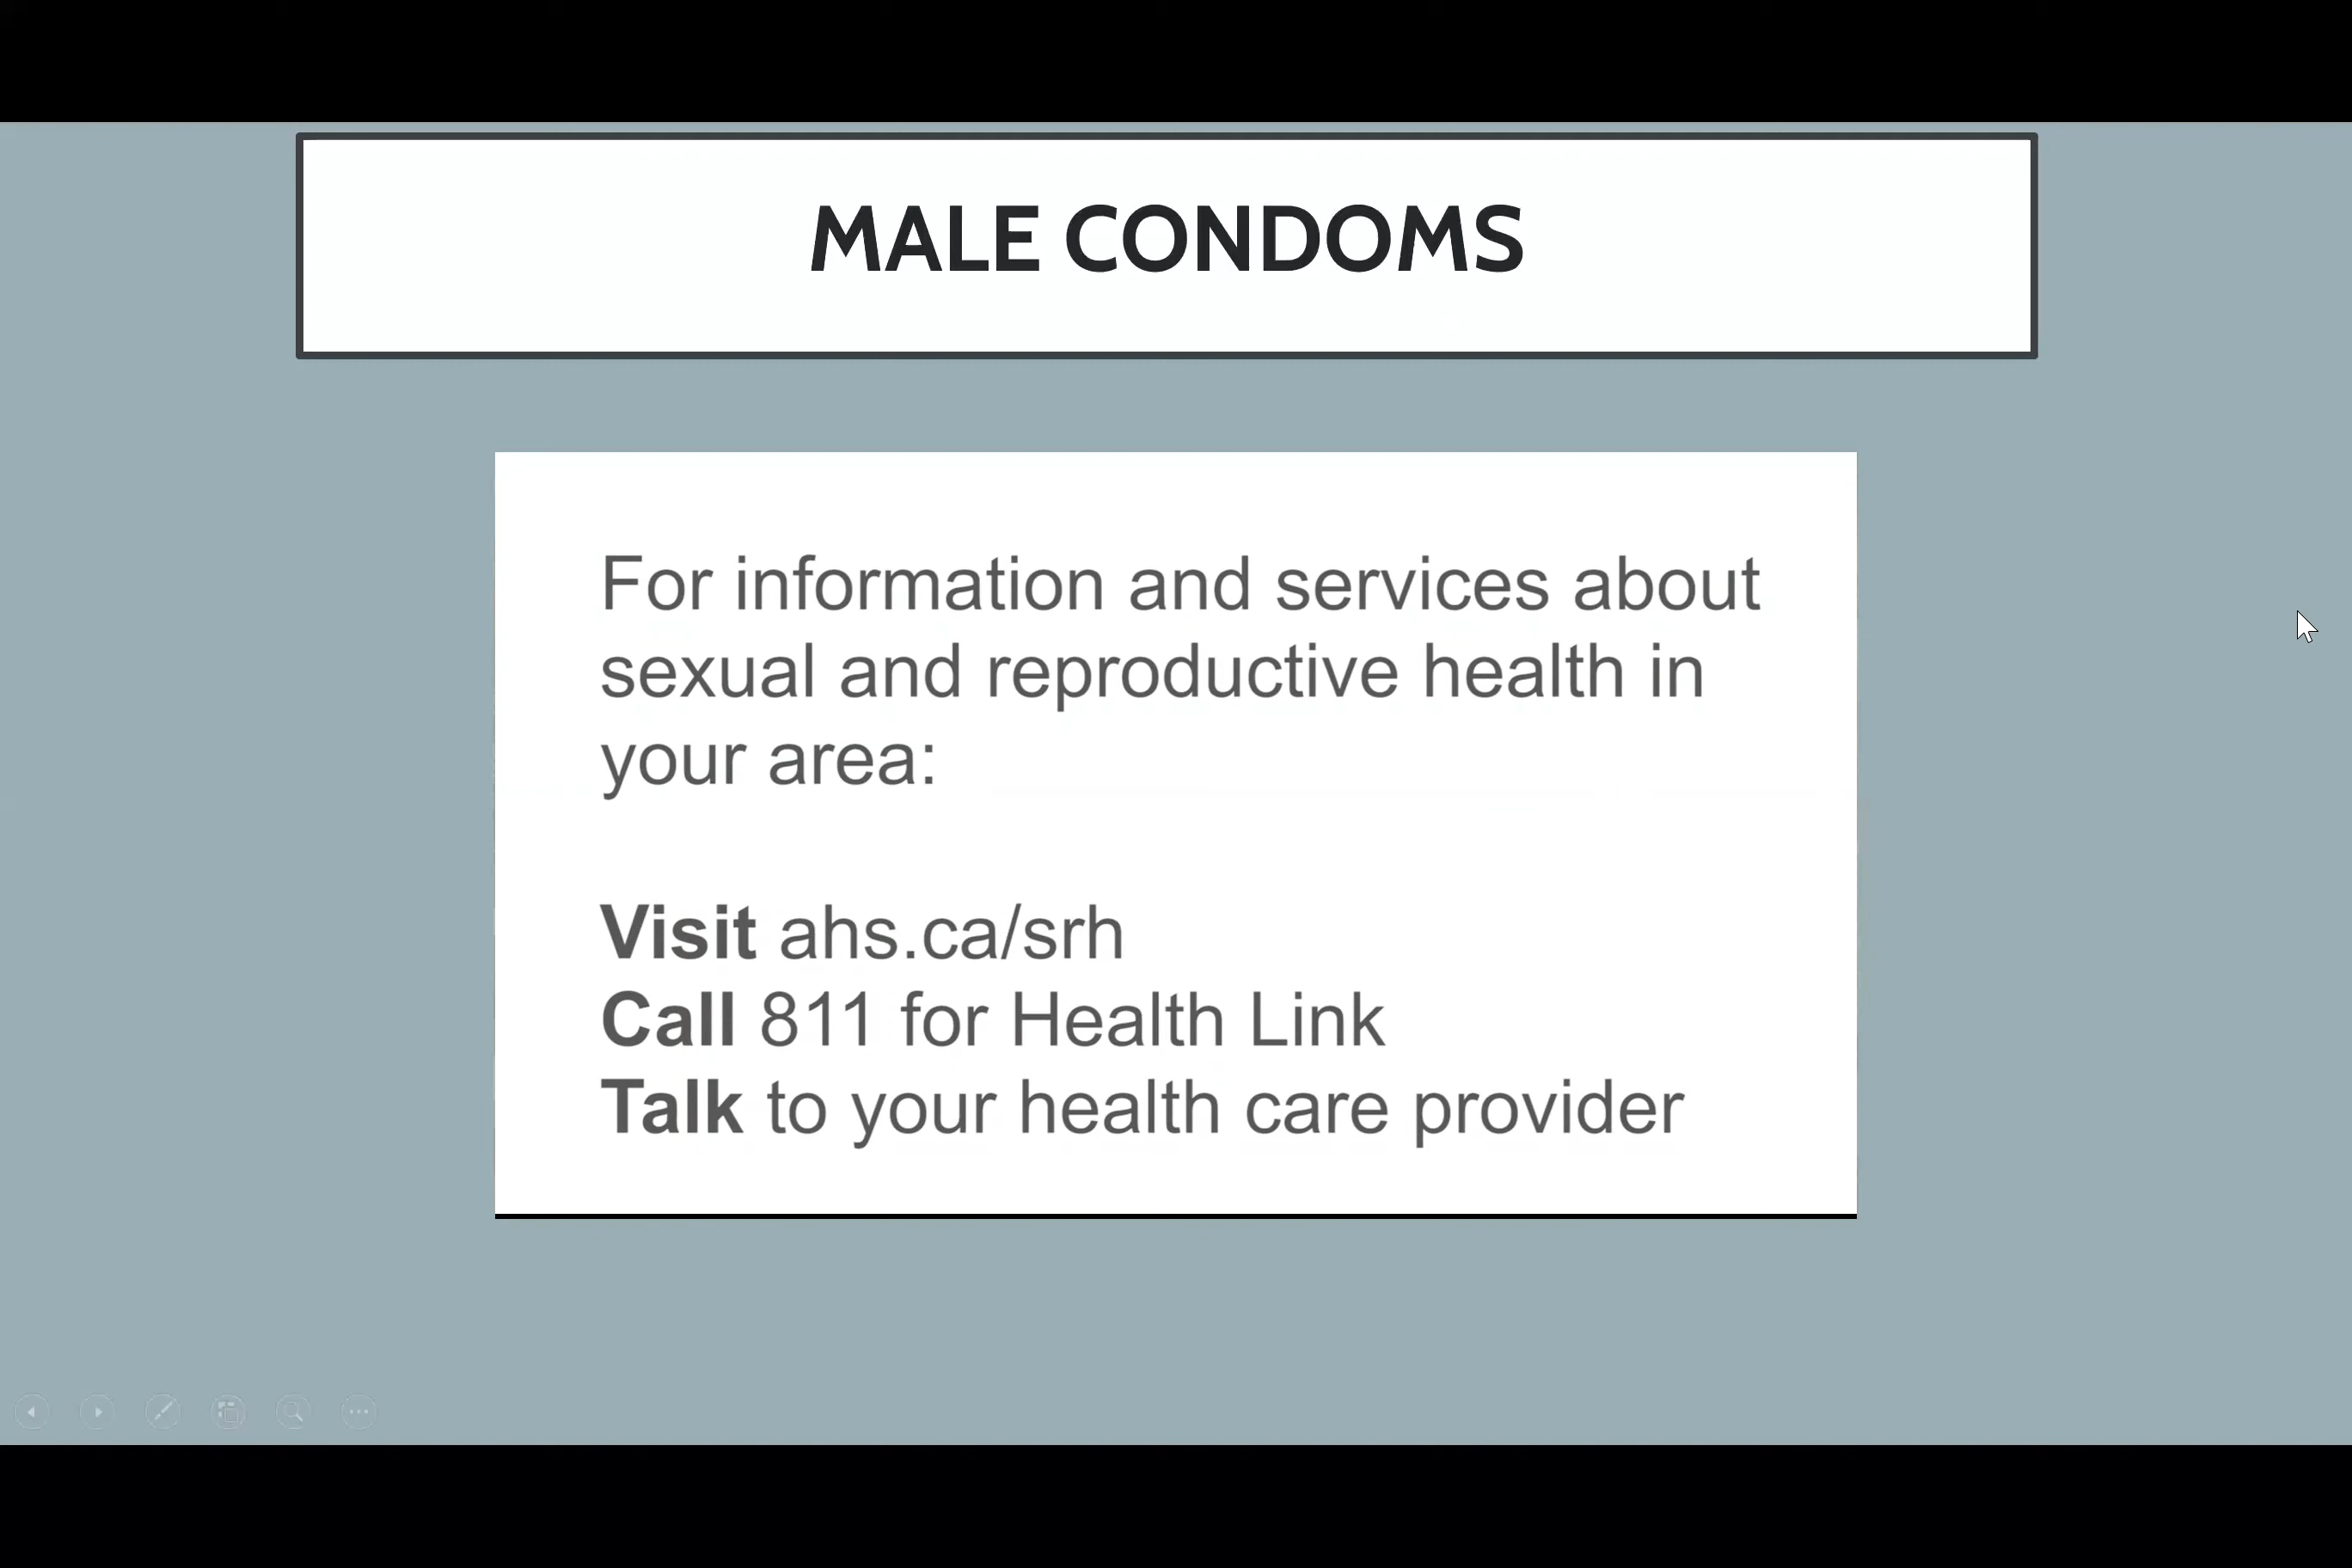 MALE CONDOMS
For information and services about
sexual and reproductive health in
your area:
Visit ahs.ca/srh
Call 811 for Health Link
Talk to your health care provider